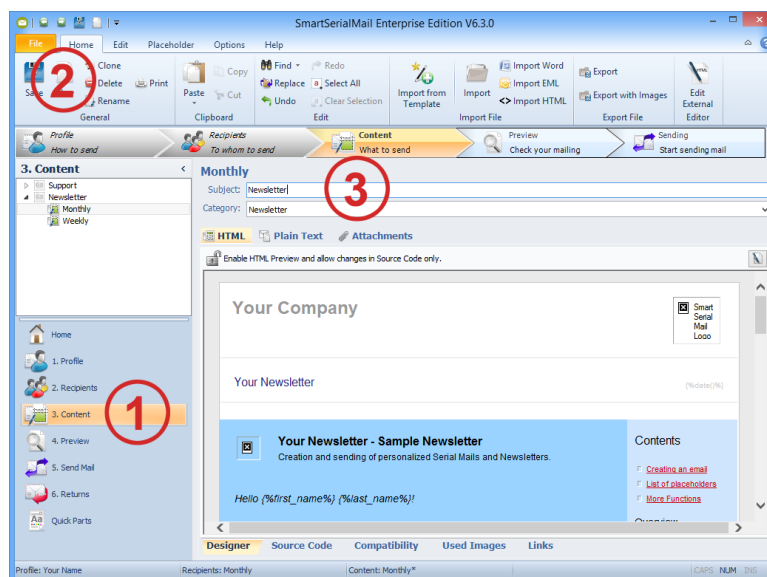 SmartSerialMail Enterprise Edition V6.3.0
File Home Edit Placeholder Options Help
Clone
Delete
Rename
Print
General
Paste
Copy
Cut
Clipboard
Find
Replace
Undo
Redo
Select All
Clear Selection
Edit
Import from
Template
Import
Import Word
Import EML
Import HTML
Import File
Export
Export with Images
Export File
Edit
External
Editor
2
Profile
How to send
Recipients
To whom to send
Content
What to send
Preview
Check your mailing
Sending
Start sending mail
3. Content
Support
Newsletter
Monthly
Weekly
Home
1. Profile
2. Recipients
3. Content
4. Preview
5. Send Mail
6. Returns
Quick Parts
1
Monthly
Subject: Newsletter
Category: Newsletter
3
HTML Plain Text Attachments
Enable HTML Preview and allow changes in Source Code only.
Your Company
Smart
Serial
Mail
Logo
Your Newsletter
{%date()%}
Your Newsletter - Sample Newsletter
Creation and sending of personalized Serial Mails and Newsletters.
Hello {%first_name%} {%last_name%}!
Contents
Creating an email
List of placeholders
More Functions
Overview
Designer Source Code Compatibility Used Images Links
Profile: Your Name Recipients: Monthly Content: Monthly* CAPS NUM INS